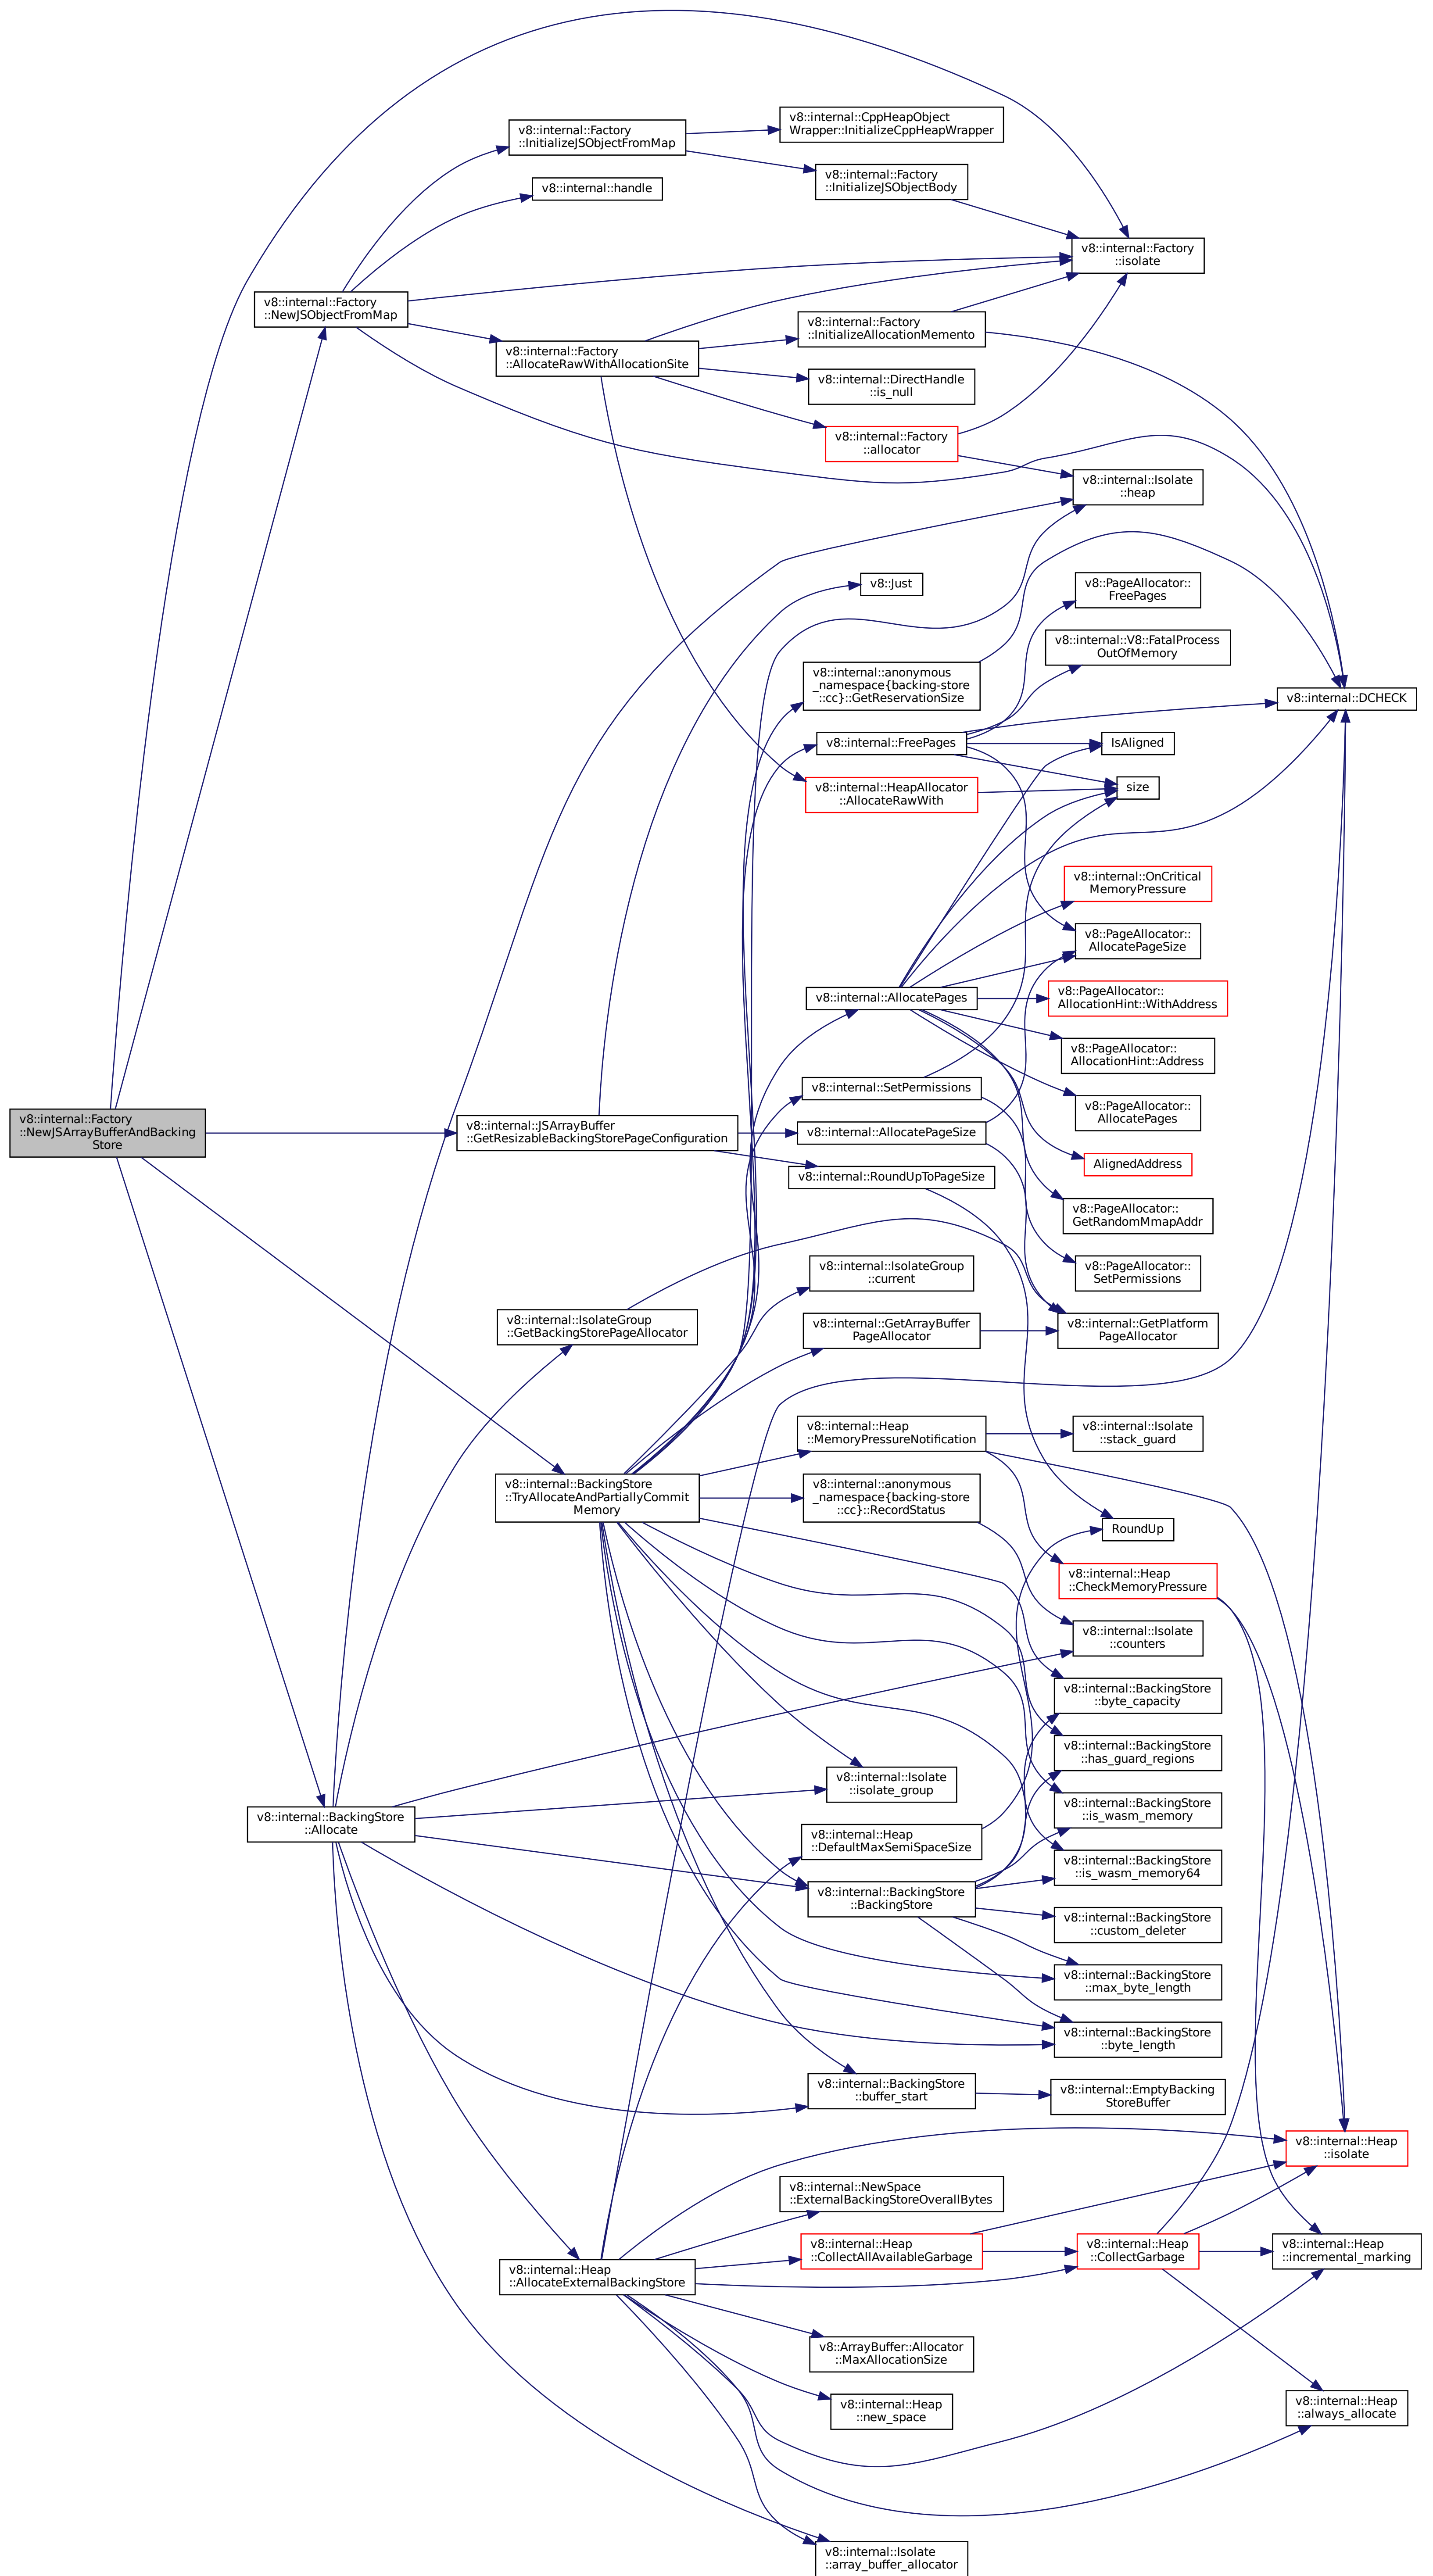 v8::internal::CppHeapObject
Wrapper::InitializeCppHeapWrapper
v8::internal::Factory
::InitializeJSObjectFromMap
v8::internal::Factory
::InitializeJSObjectBody
v8::internal::handle
v8::internal::Factory
::isolate
v8::internal::Factory
::NewJSObjectFromMap
v8::internal::Factory
::InitializeAllocationMemento
v8::internal::Factory
::AllocateRawWithAllocationSite
v8::internal::DirectHandle
::is_null
v8::internal::Factory
::allocator
v8::internal::Isolate
::heap
v8::Just
v8::PageAllocator::
FreePages
v8::internal::V8::FatalProcess
OutOfMemory
v8::internal::anonymous
_namespace{backing-store
::cc}::GetReservationSize
v8::internal::DCHECK
v8::internal::FreePages
IsAligned
v8::internal::HeapAllocator
::AllocateRawWith
size
v8::internal::OnCritical
MemoryPressure
v8::PageAllocator::
AllocatePageSize
v8::internal::AllocatePages
v8::PageAllocator::
AllocationHint::WithAddress
v8::PageAllocator::
AllocationHint::Address
v8::internal::SetPermissions
v8::PageAllocator::
AllocatePages
v8::internal::Factory
::NewJSArrayBufferAndBacking
Store
v8::internal::JSArrayBuffer
::GetResizableBackingStorePageConfiguration
v8::internal::AllocatePageSize
AlignedAddress
v8::internal::RoundUpToPageSize
v8::PageAllocator::
GetRandomMmapAddr
v8::internal::IsolateGroup
::current
v8::PageAllocator::
SetPermissions
v8::internal::IsolateGroup
::GetBackingStorePageAllocator
v8::internal::GetArrayBuffer
PageAllocator
v8::internal::GetPlatform
PageAllocator
v8::internal::Heap
::MemoryPressureNotification
v8::internal::Isolate
::stack_guard
v8::internal::BackingStore
::TryAllocateAndPartiallyCommit
Memory
v8::internal::anonymous
_namespace{backing-store
::cc}::RecordStatus
RoundUp
v8::internal::Heap
::CheckMemoryPressure
v8::internal::Isolate
::counters
v8::internal::BackingStore
::byte_capacity
v8::internal::BackingStore
::has_guard_regions
v8::internal::Isolate
::isolate_group
v8::internal::BackingStore
::is_wasm_memory
v8::internal::BackingStore
::Allocate
v8::internal::Heap
::DefaultMaxSemiSpaceSize
v8::internal::BackingStore
::is_wasm_memory64
v8::internal::BackingStore
::BackingStore
v8::internal::BackingStore
::custom_deleter
v8::internal::BackingStore
::max_byte_length
v8::internal::BackingStore
::byte_length
v8::internal::BackingStore
::buffer_start
v8::internal::EmptyBacking
StoreBuffer
v8::internal::Heap
::isolate
v8::internal::NewSpace
::ExternalBackingStoreOverallBytes
v8::internal::Heap
::CollectAllAvailableGarbage
v8::internal::Heap
::CollectGarbage
v8::internal::Heap
::incremental_marking
v8::internal::Heap
::AllocateExternalBackingStore
v8::ArrayBuffer::Allocator
::MaxAllocationSize
v8::internal::Heap
::new_space
v8::internal::Heap
::always_allocate
v8::internal::Isolate
::array_buffer_allocator